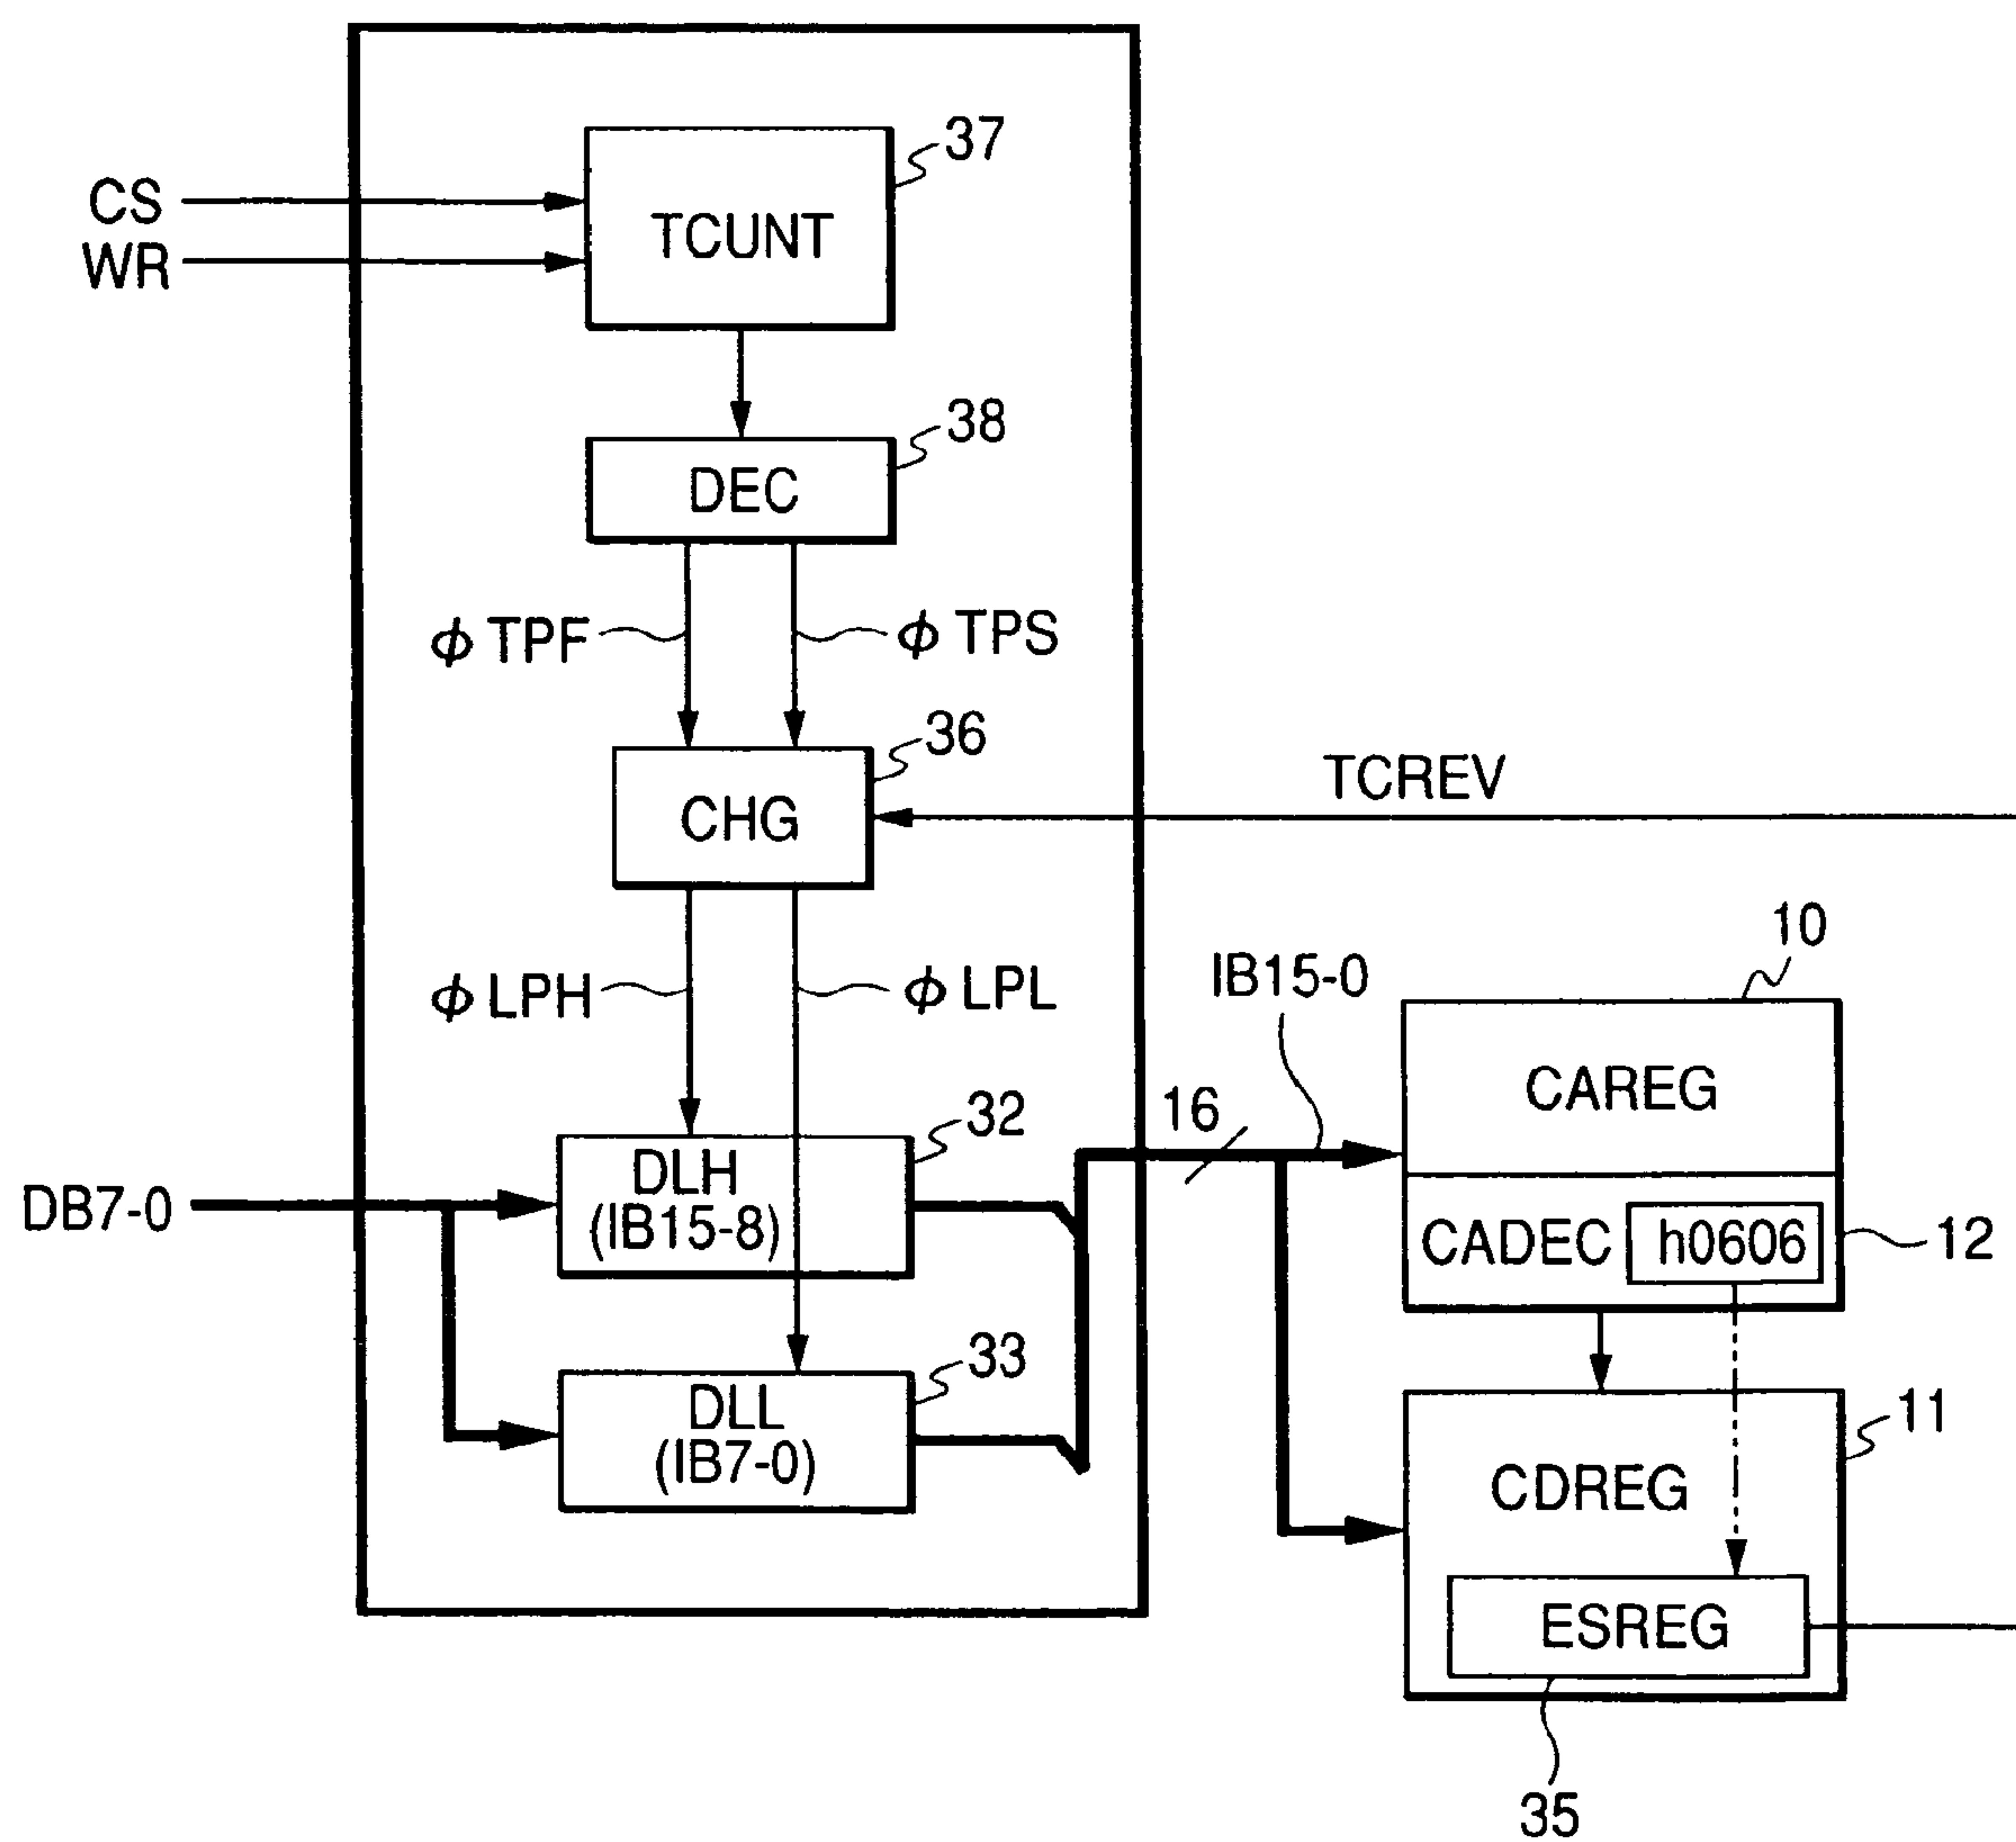 37
CS
WR
TCUNT
38
DEC
ϕ TPF
ϕ TPS
36
CHG
TCREV
10
IB15-0
ϕ LPH
ϕ LPL
CAREG
16
32
DLH
(IB15-8)
DB7-0
CADEC
h0606
12
33
DLL
(IB7-0)
11
CDREG
ESREG
35